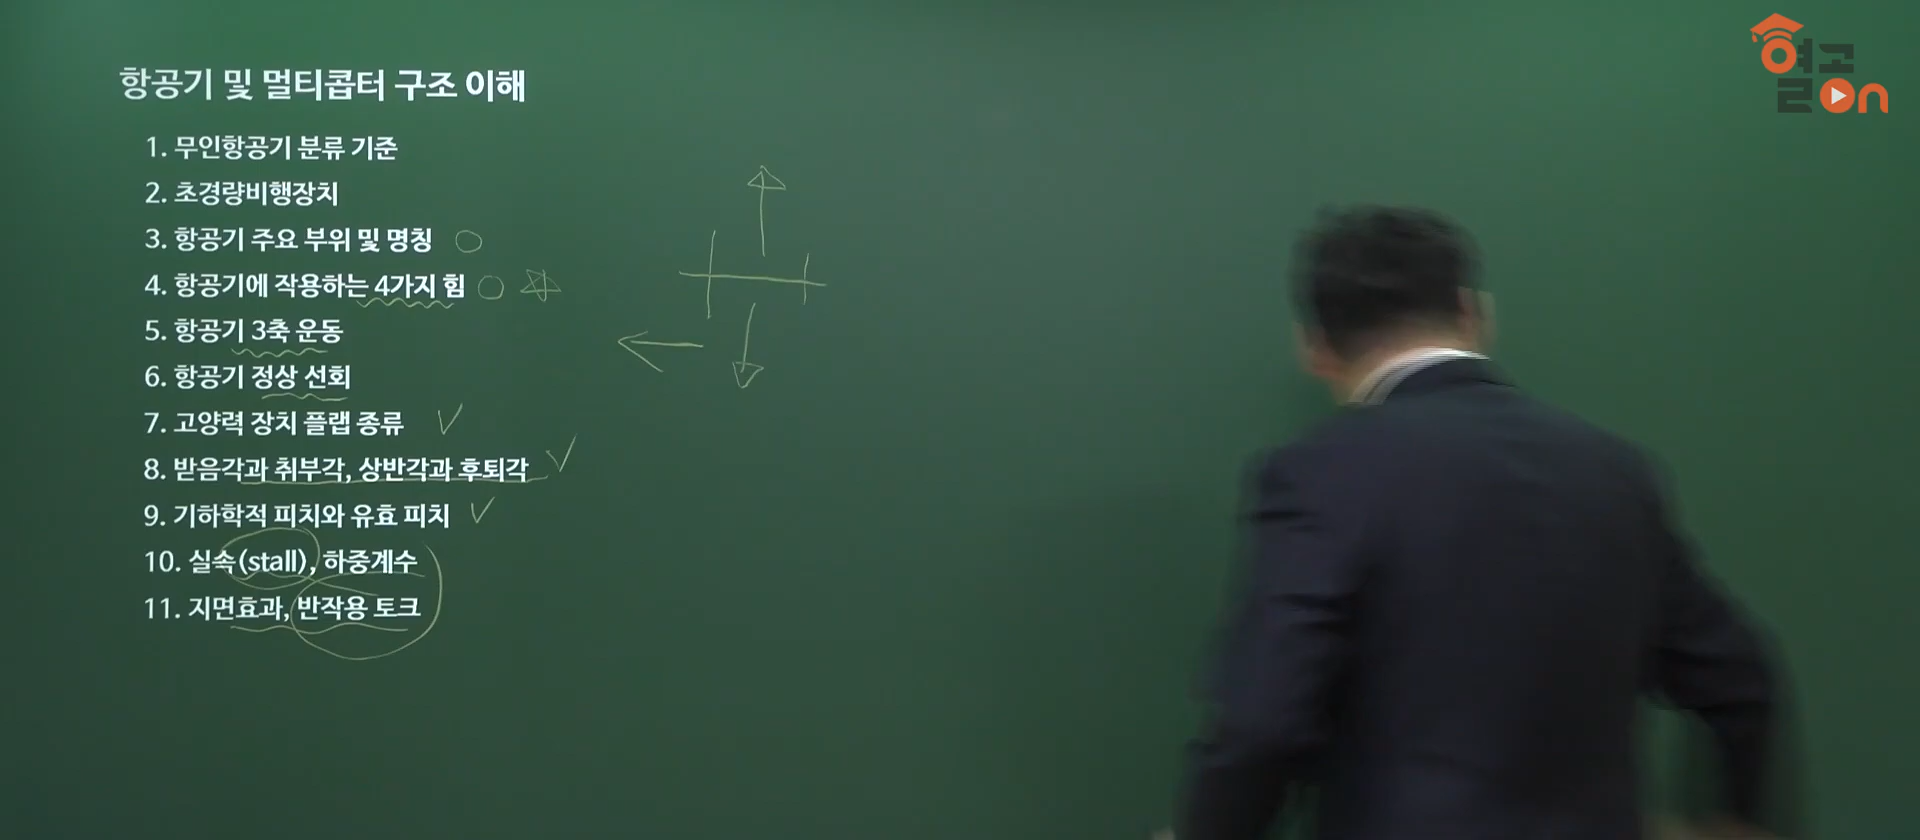 항공기 및 멀티콥터 구조 이해
1. 무인항공기 분류 기준
2. 초경량비행장치
3. 항공기 주요 부위 및 명칭
4. 항공기에 작용하는 4가지 힘
5. 항공기 3축 운동
6. 항공기 정상 선회
7. 고양력 장치 플랩 종류
8. 받음각과 취부각, 상반각과 후퇴각
9. 기하학적 피치와 유효 피치
10. 실속(stall), 하중계수
11. 지면효과, 반작용 토크
열고
른On